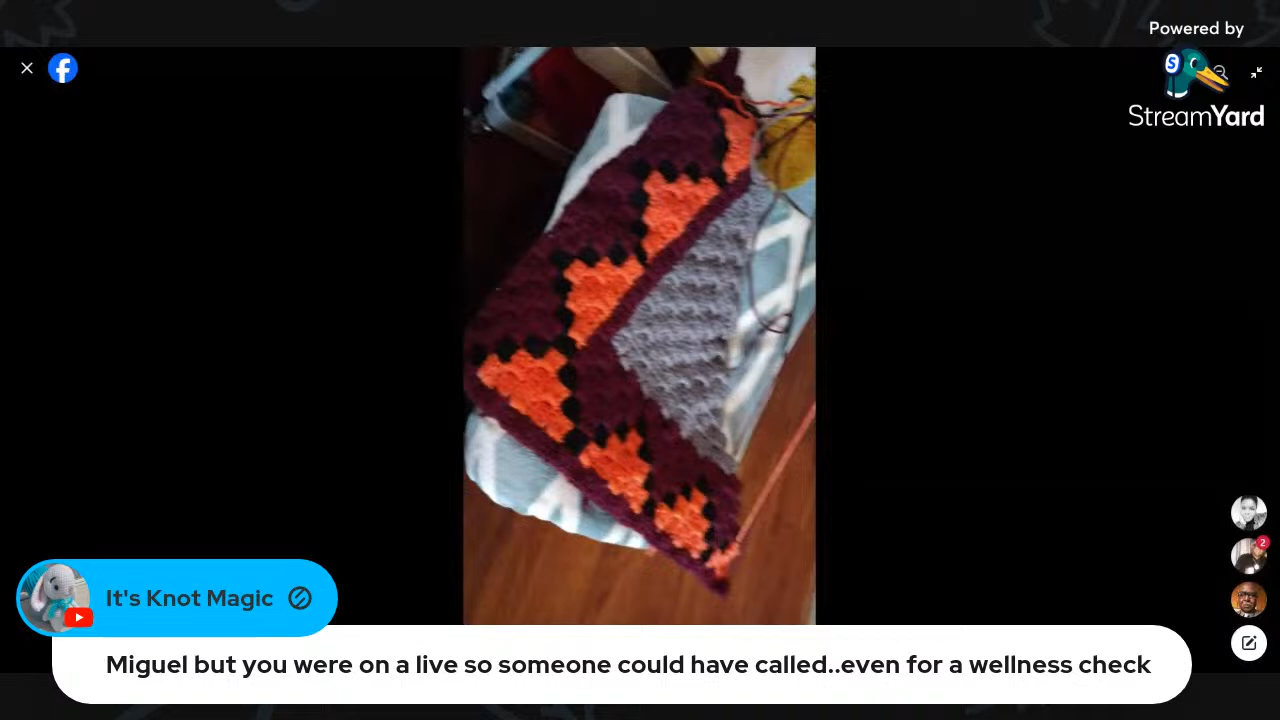 Powered by
StreamYard
2
It's Knot Magic
Miguel but you were on a live so someone could have called..even for a wellness check